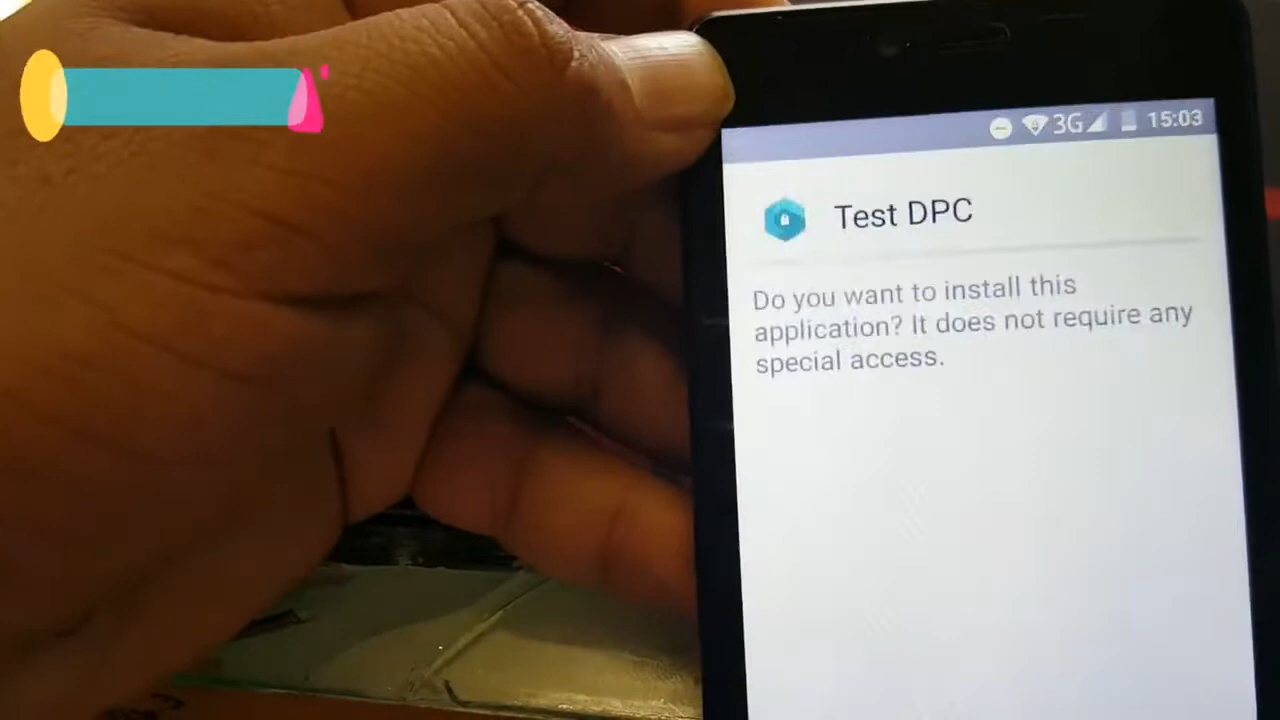 3G 15:03
Test DPC
Do you want to install this
application? It does not require any
special access.